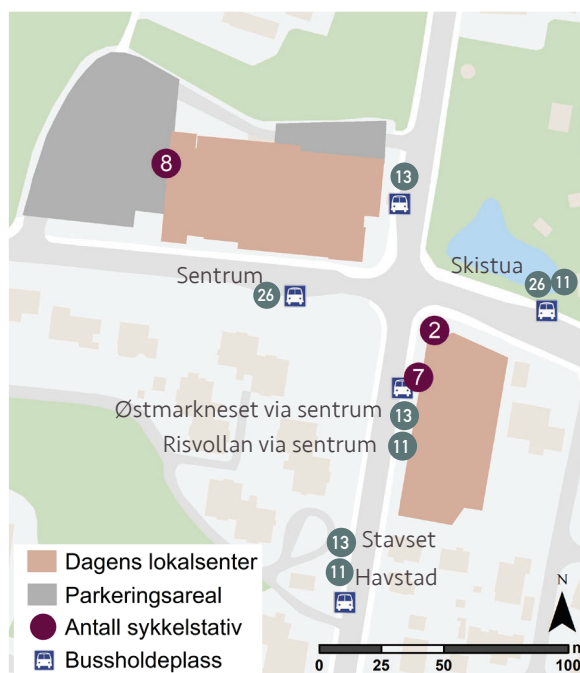 8
13
Sentrum
26
Skistua
26 11
2
7
Østmarkneset via sentrum
13
Risvollan via sentrum
11
13 Stavset
11 Havstad
Dagens lokalsenter
Parkeringsareal
Antall sykkelstativ
Bussholdeplass
N
0 25 50 100